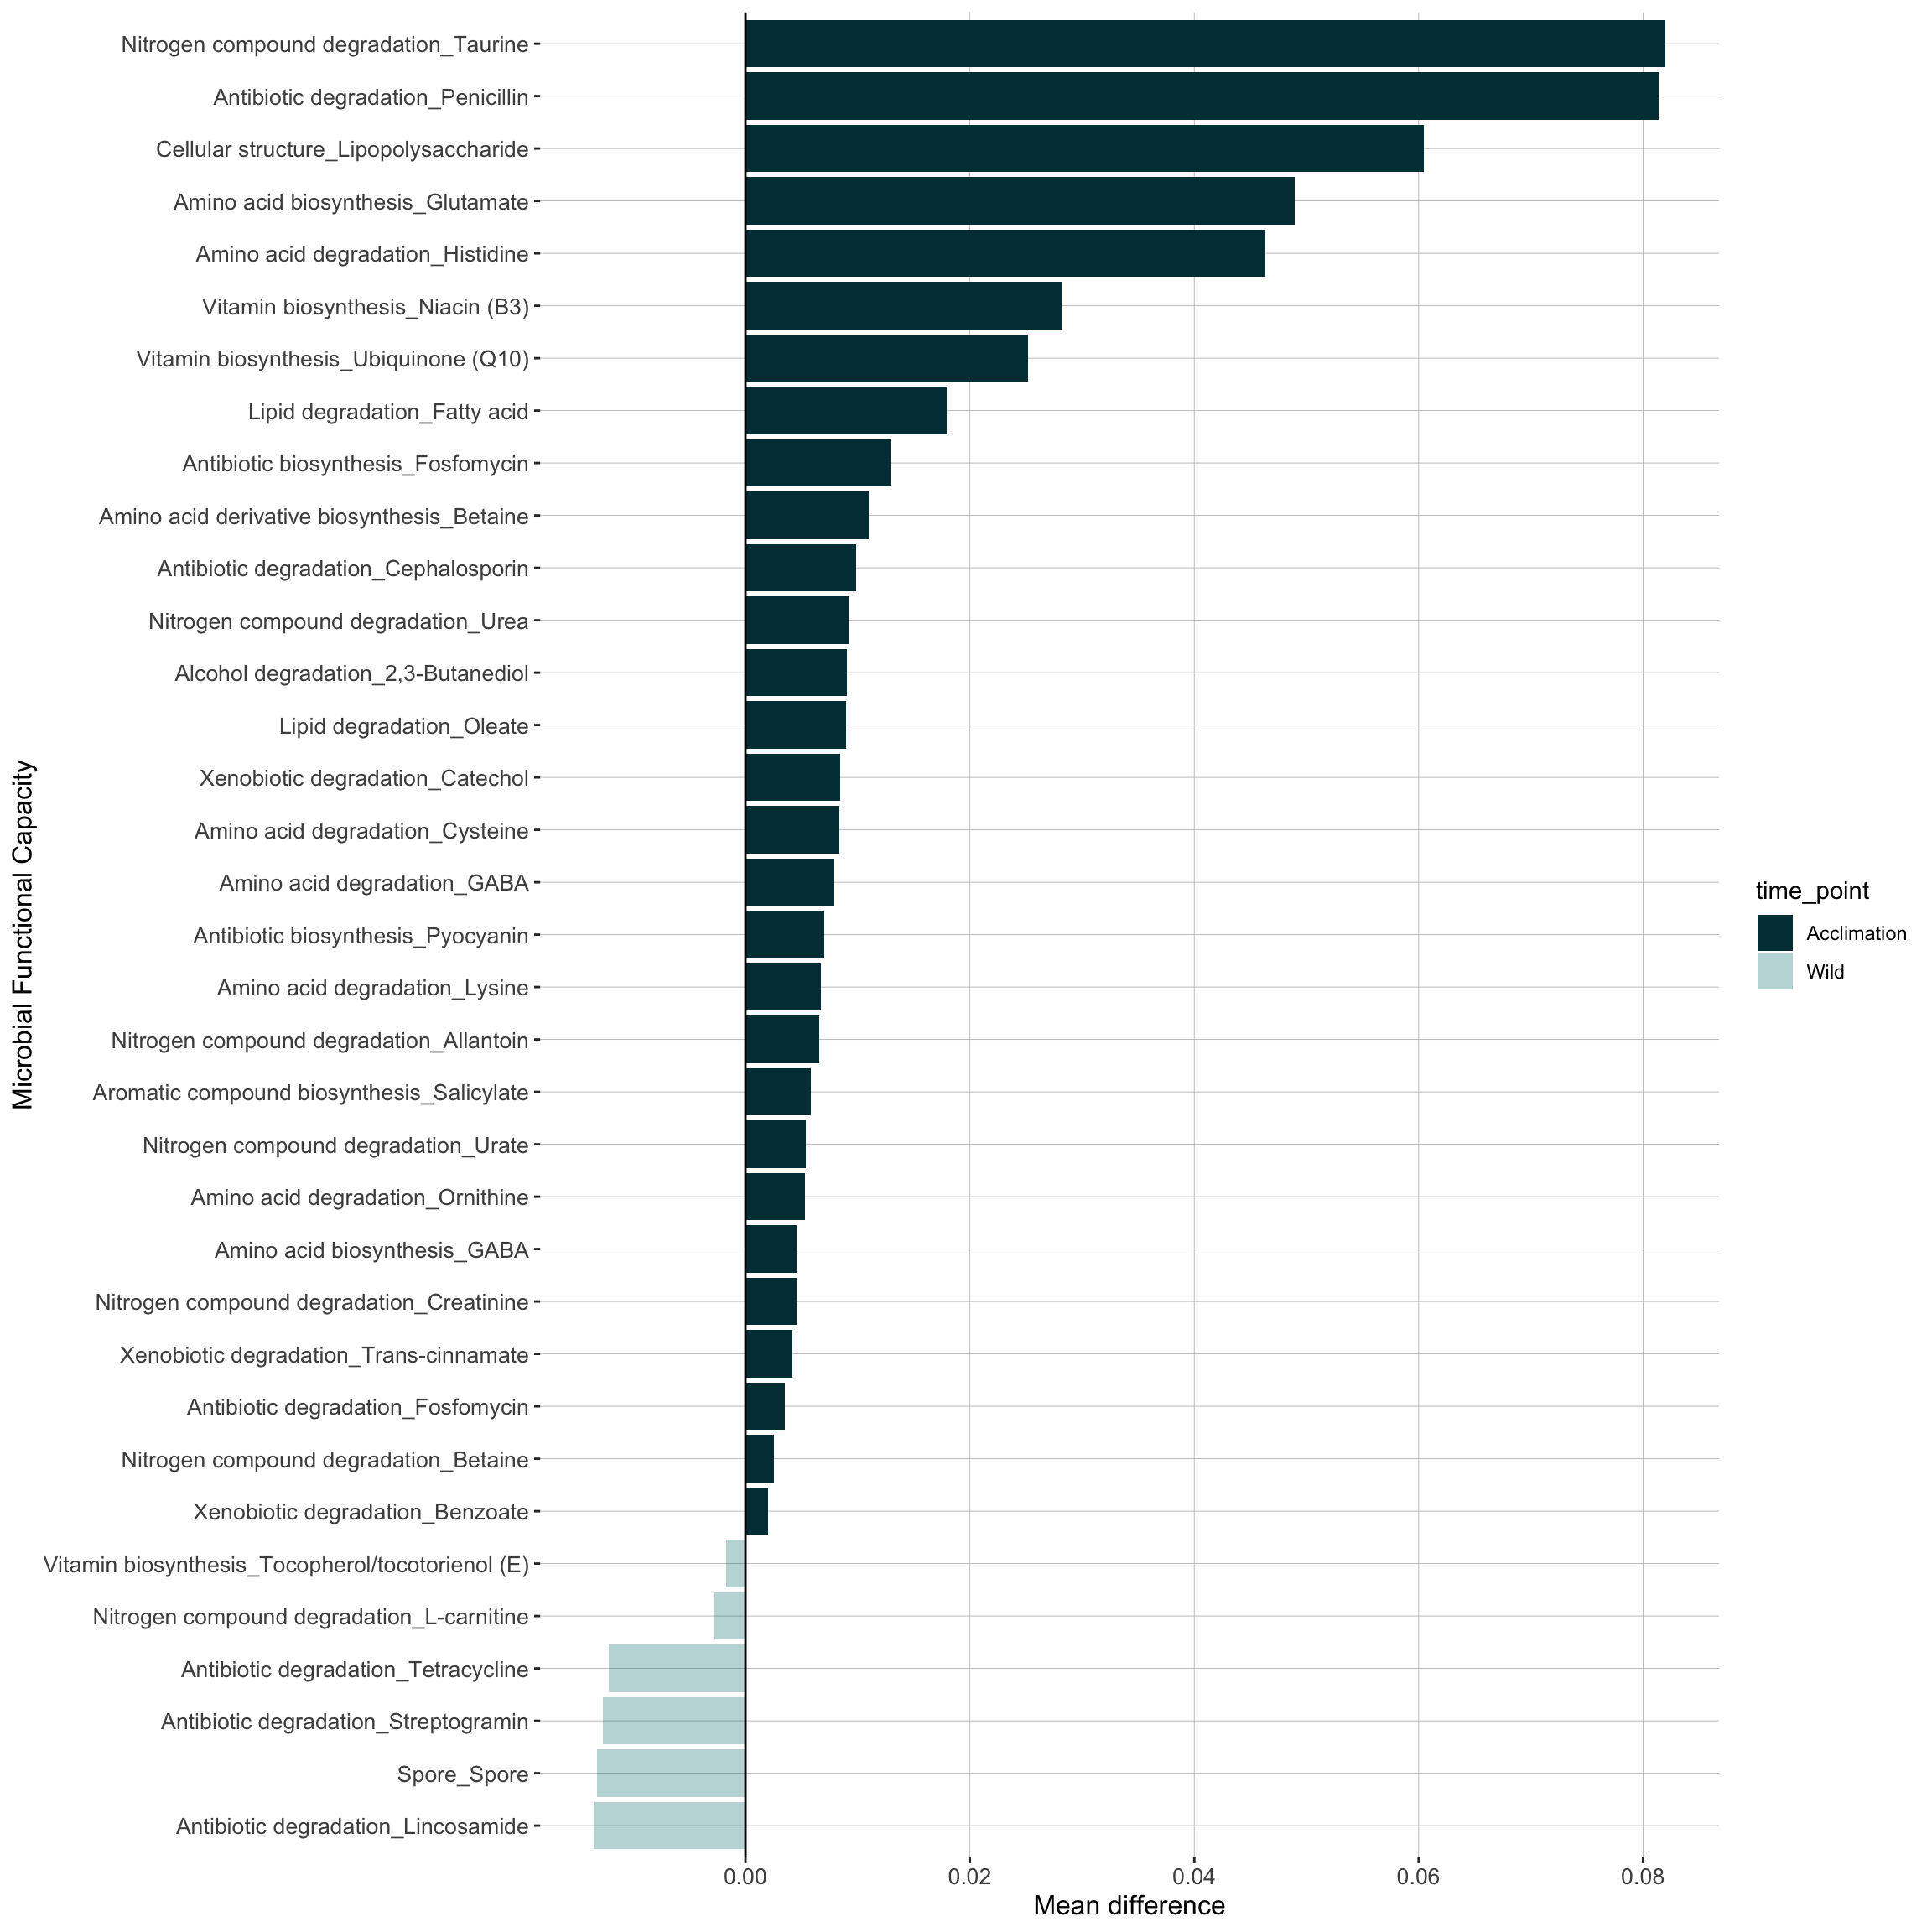 Nitrogen compound degradation_Taurine
Antibiotic degradation_Penicillin
Cellular structure_Lipopolysaccharide
Amino acid biosynthesis_Glutamate
Amino acid degradation_Histidine
Vitamin biosynthesis_Niacin (B3)
Vitamin biosynthesis_Ubiquinone (Q10)
Lipid degradation_Fatty acid
Antibiotic biosynthesis_Fosfomycin
Amino acid derivative biosynthesis_Betaine
Antibiotic degradation_Cephalosporin
Nitrogen compound degradation_Urea
Alcohol degradation_2,3-Butanediol
Lipid degradation_Oleate
Xenobiotic degradation_Catechol
Amino acid degradation_Cysteine
Amino acid degradation_GABA
Antibiotic biosynthesis_Pyocyanin
Amino acid degradation_Lysine
Nitrogen compound degradation_Allantoin
Aromatic compound biosynthesis_Salicylate
Nitrogen compound degradation_Urate
Amino acid degradation_Ornithine
Amino acid biosynthesis_GABA
Nitrogen compound degradation_Creatinine
Xenobiotic degradation_Trans-cinnamate
Antibiotic degradation_Fosfomycin
Nitrogen compound degradation_Betaine
Xenobiotic degradation_Benzoate
Vitamin biosynthesis_Tocopherol/tocotorienol (E)
Nitrogen compound degradation_L-carnitine
Antibiotic degradation_Tetracycline
Antibiotic degradation_Streptogramin
Spore_Spore
Antibiotic degradation_Lincosamide
Microbial Functional Capacity
0.00 0.02 0.04 0.06 0.08
Mean difference
time_point
Acclimation
Wild